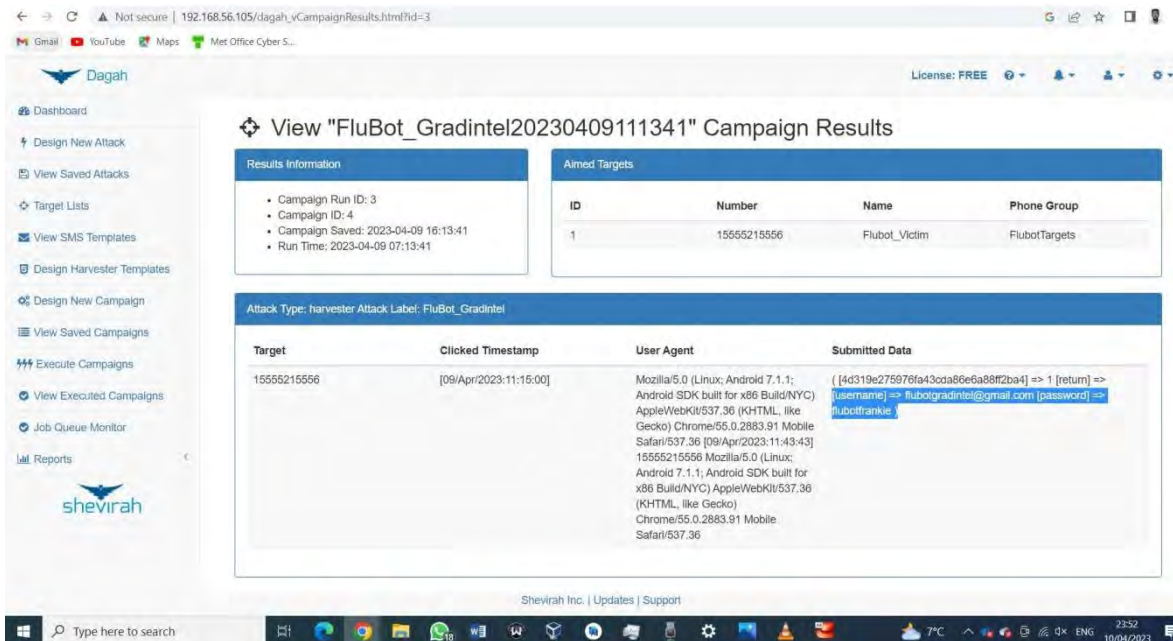 Not secure | 192.168.56.105/dagah_vCampaignResults.html?id=3
Gmail YouTube Maps Met Office Cyber S...
Dagah
License: FREE
Dashboard
Design New Attack
View Saved Attacks
Target Lists
View SMS Templates
Design Harvester Templates
Design New Campaign
View Saved Campaigns
Execute Campaigns
View Executed Campaigns
Job Queue Monitor
Reports
shevirah
View "FluBot_Gradintel20230409111341" Campaign Results
Results Information
Campaign Run ID: 3
Campaign ID: 4
Campaign Saved: 2023-04-09 16:13:41
Run Time: 2023-04-09 07:13:41
Aimed Targets
ID Number Name Phone Group
1 15555215556 Flubot_Victim FlubotTargets
Attack Type: harvester Attack Label: FluBot_Gradintel
Target Clicked Timestamp User Agent Submitted Data
15555215556 [09/Apr/2023:11:15:00]
Mozilla/5.0 (Linux; Android 7.1.1;
Android SDK built for x86 Build/NYC)
AppleWebKit/537.36 (KHTML, like
Gecko) Chrome/55.0.2883.91 Mobile
Safari/537.36 [09/Apr/2023:11:43:43]
15555215556 Mozilla/5.0 (Linux;
Android 7.1.1; Android SDK built for
x86 Build/NYC) AppleWebKit/537.36
(KHTML, like Gecko)
Chrome/55.0.2883.91 Mobile
Safari/537.36
( [4d319e275976fa43cda86e6a88ff2ba4] => 1 [return] =>
[username] => flubotgradintel@gmail.com [password] =>
flubotfrankie )
Shevirah Inc. | Updates | Support
Type here to search
18
7°C
ENG
23:52
10/04/2023